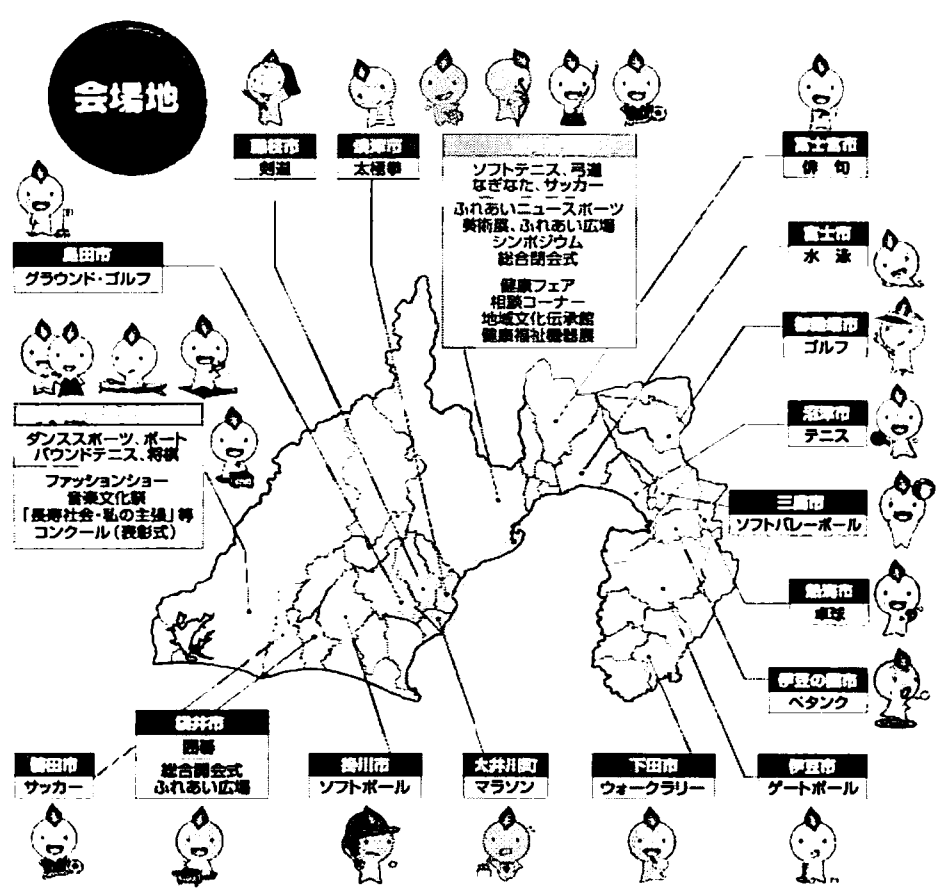 会場地
藤枝市
剣道
焼津市
太極拳
ソフトテニス、弓道
なぎなた、サッカー
ふれあいニュースポーツ
美術展、ふれあい広場
シンポジウム
総合閉会式
健康フェア
相談コーナー
地域文化伝承館
健康福祉機器展
富士宮市
俳句
富士市
水泳
御殿場市
ゴルフ
沼津市
テニス
三島市
ソフトバレーボール
熱海市
卓球
伊豆の国市
ペタンク
島田市
グラウンド・ゴルフ
ダンススポーツ、ボート
バウンドテニス、将棋
ファッションショー
音楽文化祭
「長寿社会・私の主張」等
コンクール(表彰式)
磐田市
サッカー
袋井市
囲碁
総合開会式
ふれあい広場
掛川市
ソフトボール
大井川町
マラソン
下田市
ウォークラリー
伊豆市
ゲートボール